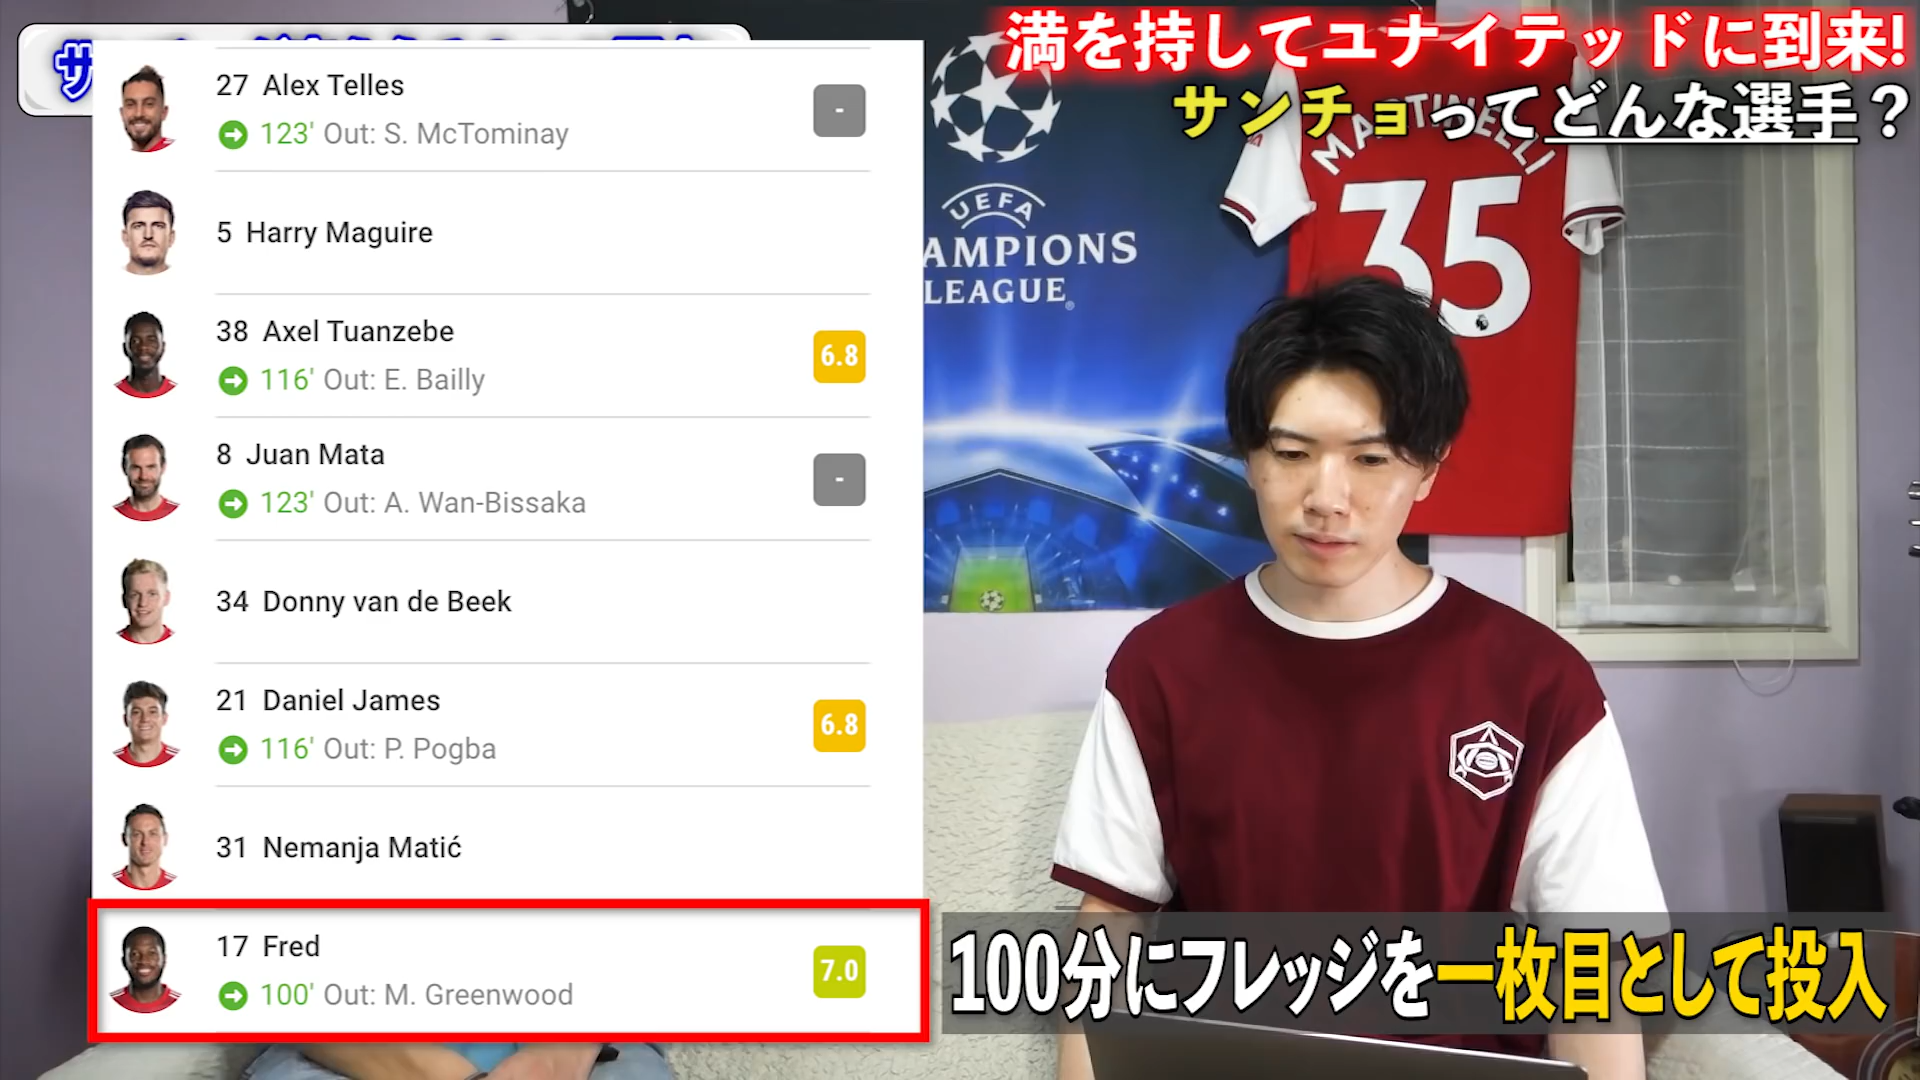 満を持してユナイテッドに到来!
サンチョってどんな選手？
27 Alex Telles
123' Out: S. McTominay
-
5 Harry Maguire
38 Axel Tuanzebe
116' Out: E. Bailly
6.8
8 Juan Mata
123' Out: A. Wan-Bissaka
-
34 Donny van de Beek
21 Daniel James
116' Out: P. Pogba
6.8
31 Nemanja Matić
17 Fred
100' Out: M. Greenwood
7.0
UEFA
AMPIONS
LEAGUE
MARTINELLI
35
100分にフレッジを一枚目として投入